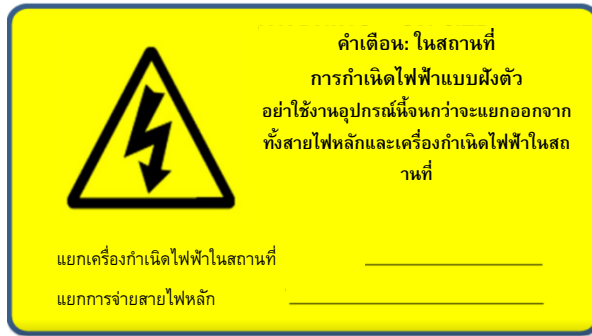 คำเตือน: ในสถานที่
การกำเนิดไฟฟ้าแบบฝังตัว
อย่าใช้งานอุปกรณ์นี้จนกว่าจะแยกออกจาก
ทั้งสายไฟหลักและเครื่องกำเนิดไฟฟ้าในสถ
านที่
แยกเครื่องกำเนิดไฟฟ้าในสถานที่
แยกการจ่ายสายไฟหลัก